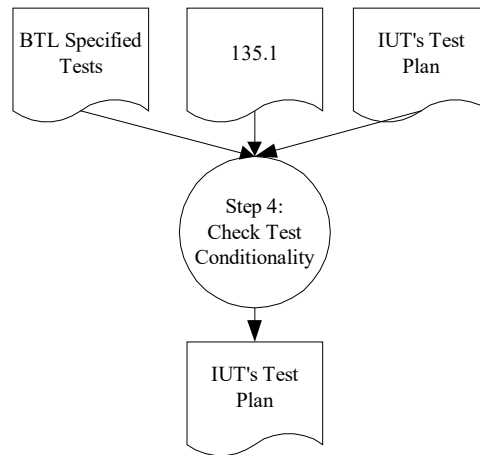 BTL Specified
Tests
135.1
IUT's Test
Plan
Step 4:
Check Test
Conditionality
IUT's Test
Plan